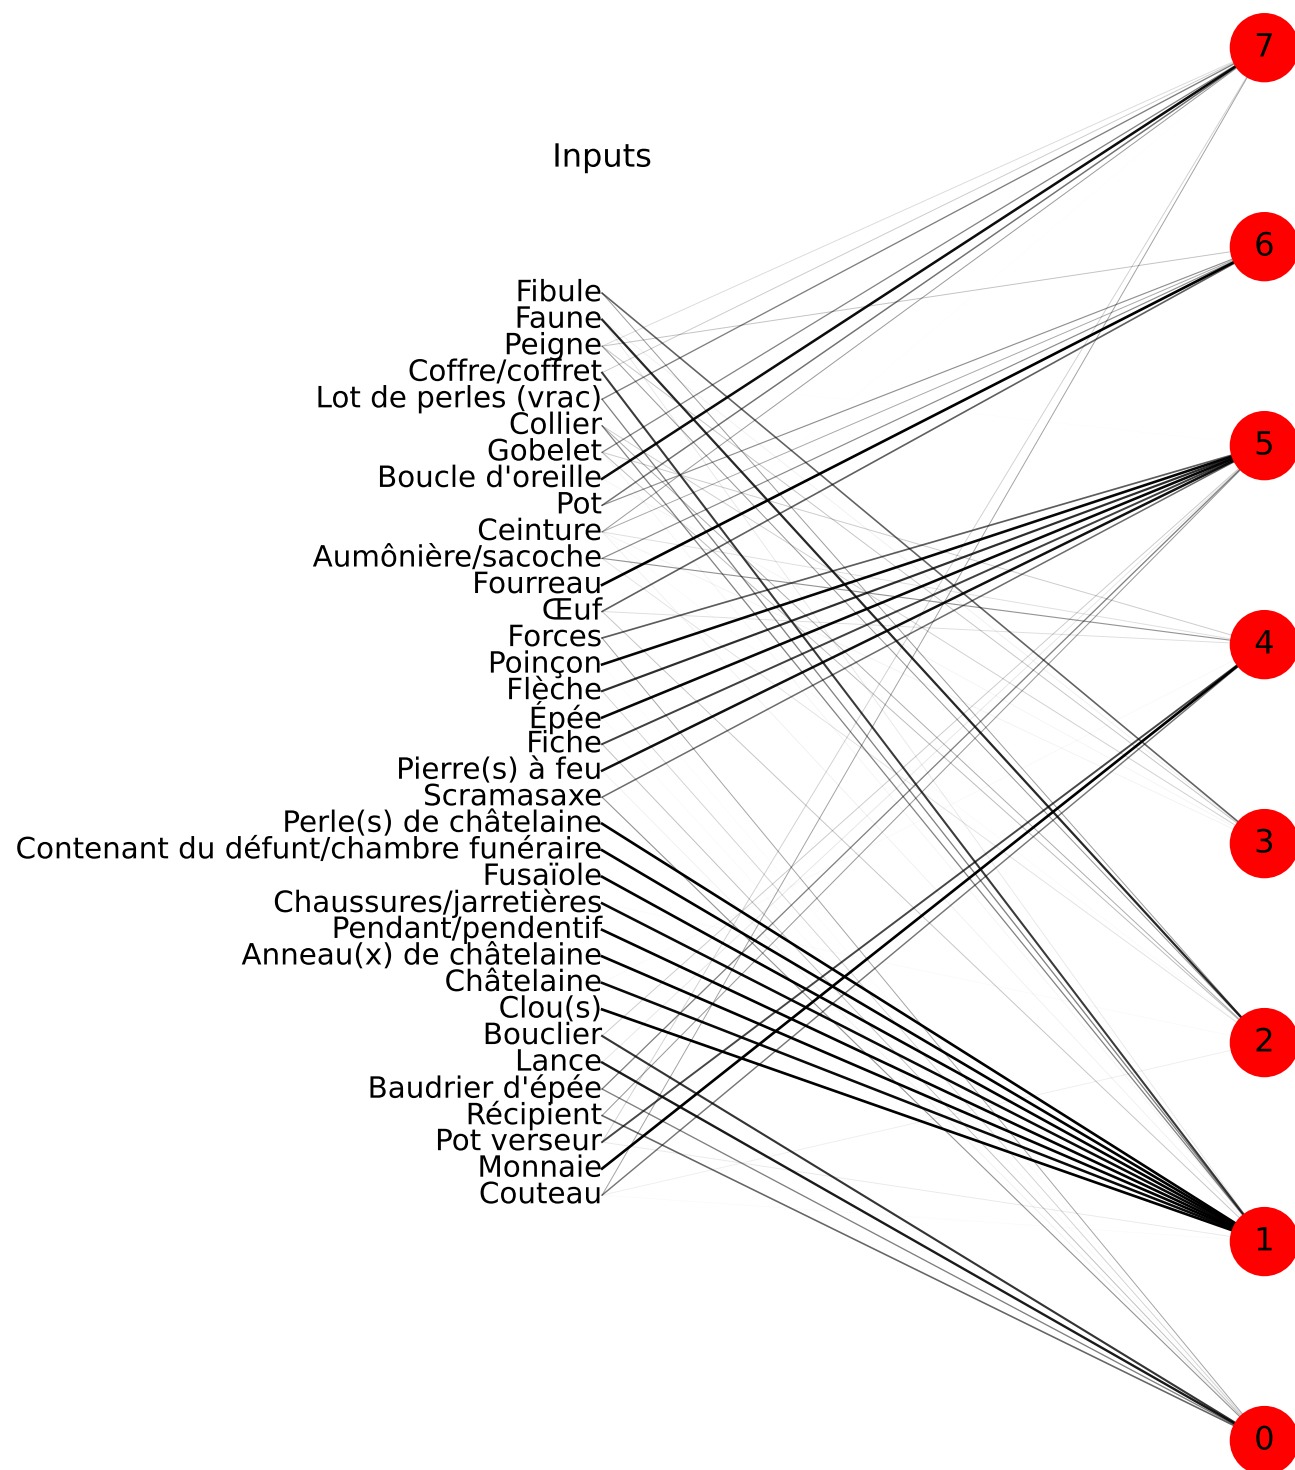 7
Inputs
6
Fibule
Faune
Peigne
Coffre/coffret
Lot de perles (vrac)
Collier
5
Gobelet
Boucle d'oreille
Pot
Ceinture
Aumônière/sacoche
Fourreau
Œuf
Forces
4
Poinçon
Flèche
Épée
Fiche
Pierre(s) à feu
Scramasaxe
Perle(s) de châtelaine
3
Contenant du défunt/chambre funéraire
Fusaïole
Chaussures/jarretières
Pendant/pendentif
Anneau(x) de châtelaine
Châtelaine
Clou(s)
Bouclier
2
Lance
Baudrier d'épée
Récipient
Pot verseur
Monnaie
Couteau
1
0